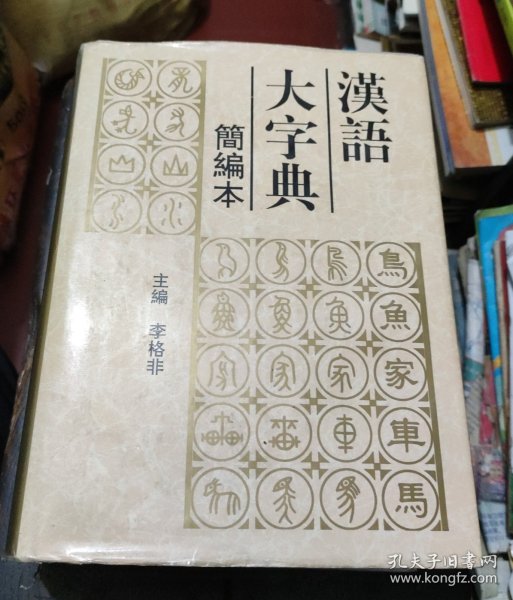 漢語
大字典
簡編本
主編 李格非
鳥
魚
家
車
馬
孔夫子旧书网
www.kongfz.com